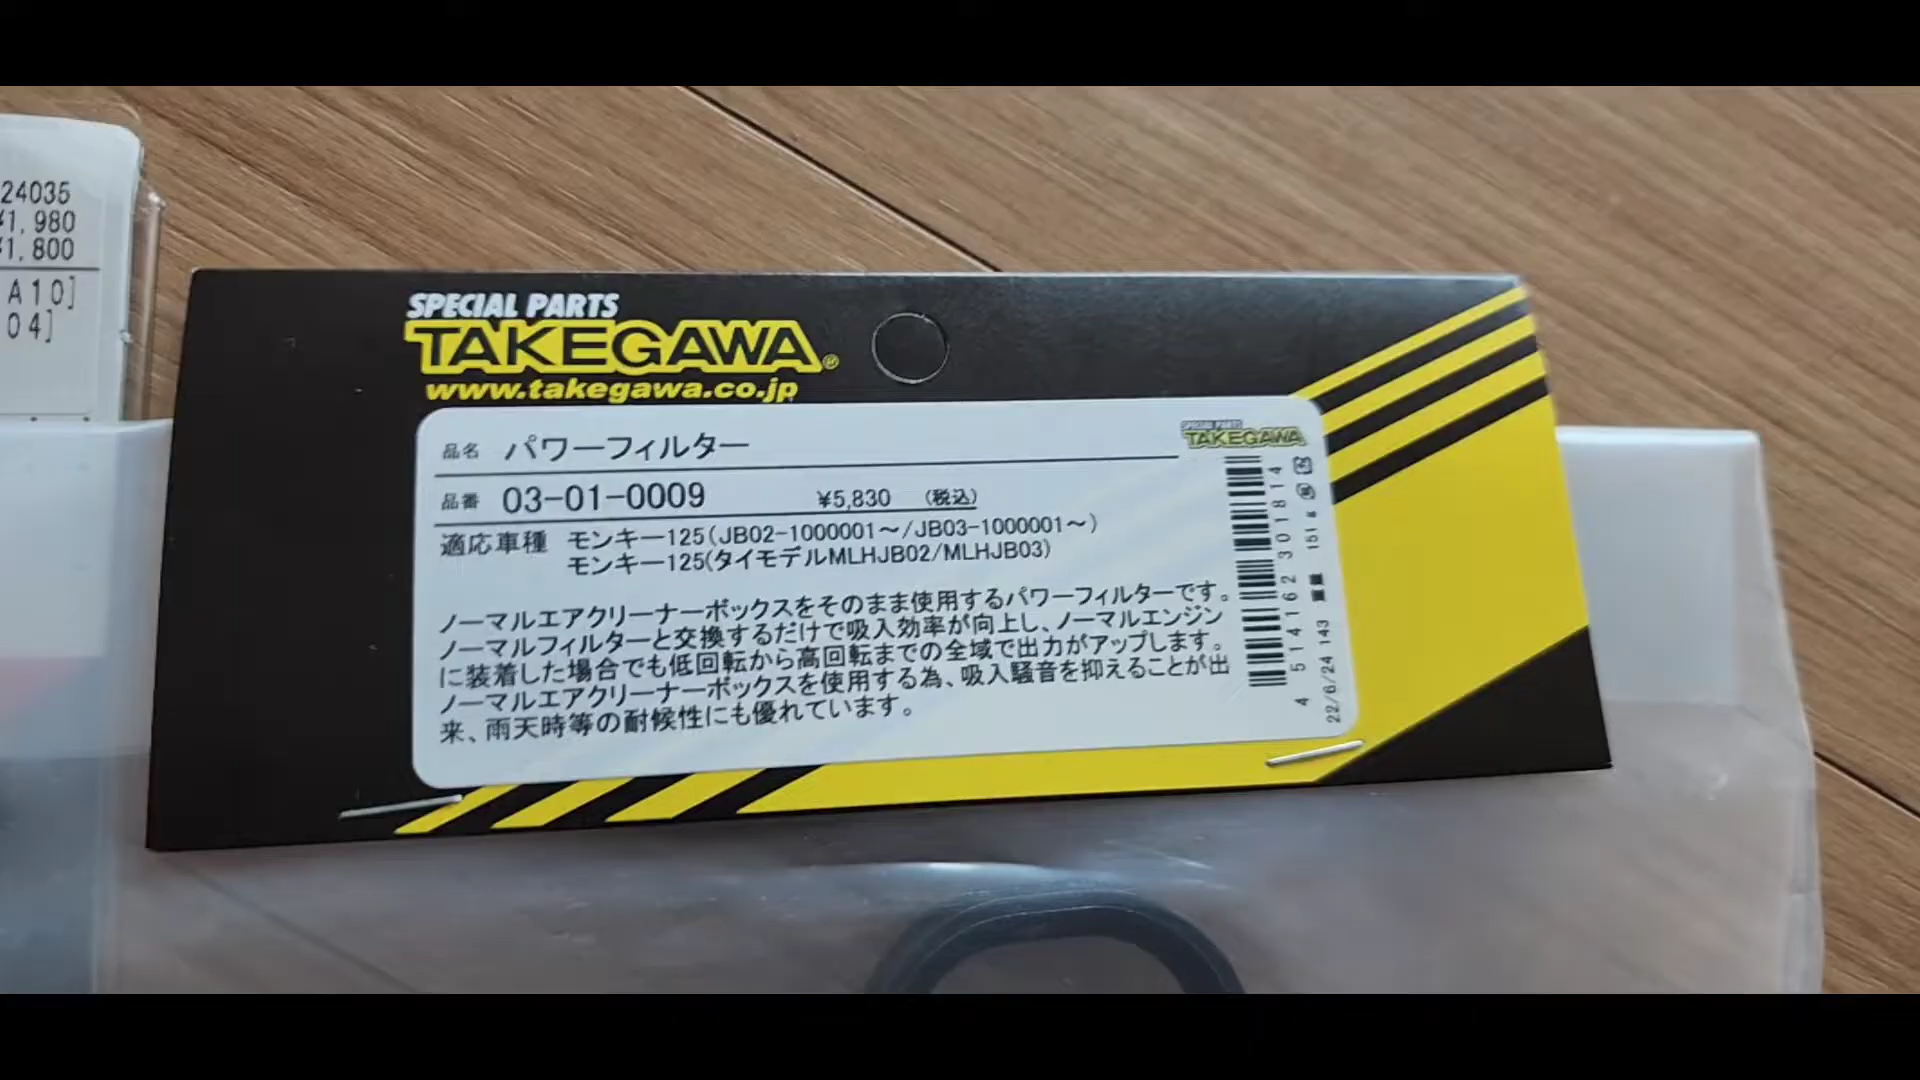 24035
¥1,980
¥1,800
A10]
04]
SPECIAL PARTS
TAKEGAWA®
www.takegawa.co.jp
SPECIAL PARTS
TAKEGAWA
品名 パワーフィルター
品番 03-01-0009 ¥5,830 (税込)
適応車種 モンキー125(JB02-1000001～/JB03-1000001～)
モンキー125(タイモデルMLHJB02/MLHJB03)
ノーマルエアクリーナーボックスをそのまま使用するパワーフィルターです。
ノーマルフィルターと交換するだけで吸入効率が向上し、ノーマルエンジン
に装着した場合でも低回転から高回転までの全域で出力がアップします。
ノーマルエアクリーナーボックスを使用する為、吸入騒音を抑えることが出
来、雨天時等の耐候性にも優れています。
4 514162 301814
22/6/24 143 重量 151g